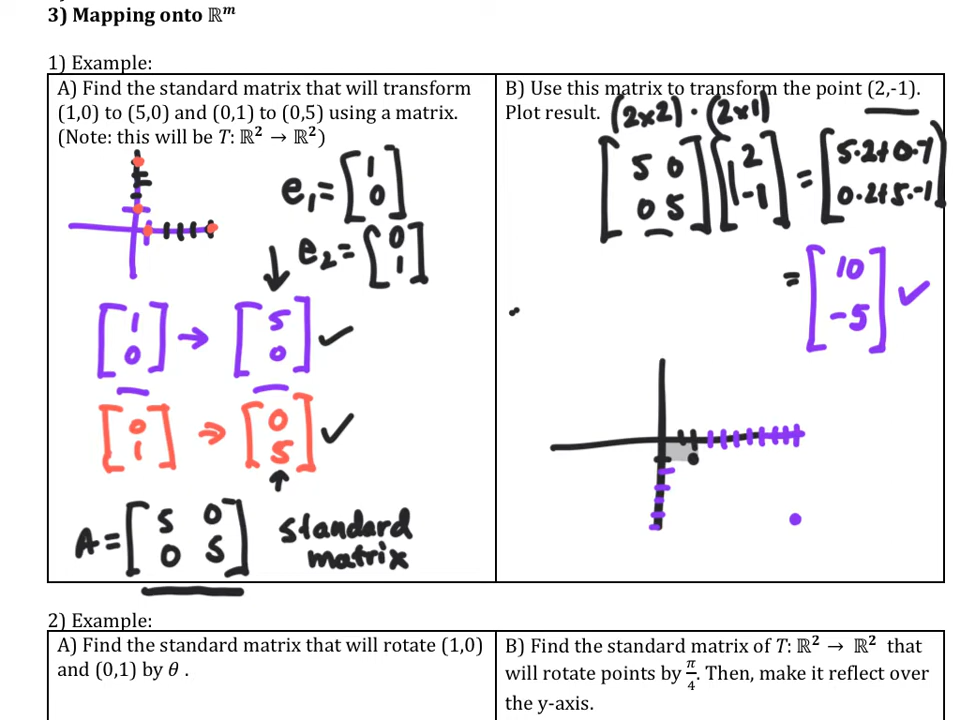 3) Mapping onto ℝᵐ
1) Example:
A) Find the standard matrix that will transform
(1,0) to (5,0) and (0,1) to (0,5) using a matrix.
(Note: this will be T: ℝ² → ℝ²)
e₁ = [1 0]
↓ e₂ = [0 1]
[1 0] → [5 0] ✓
[0 1] → [0 5] ✓
↑
A = [5 0
0 5]
standard
matrix
B) Use this matrix to transform the point (2,-1).
Plot result. (2x2) · (2x1)
[5 0 [2 = [5·2+0·-1
0 5] -1] 0·2+5·-1]
= [10
-5] ✓
2) Example:
A) Find the standard matrix that will rotate (1,0)
and (0,1) by θ .
B) Find the standard matrix of T: ℝ² → ℝ² that
will rotate points by π/4. Then, make it reflect over
the y-axis.